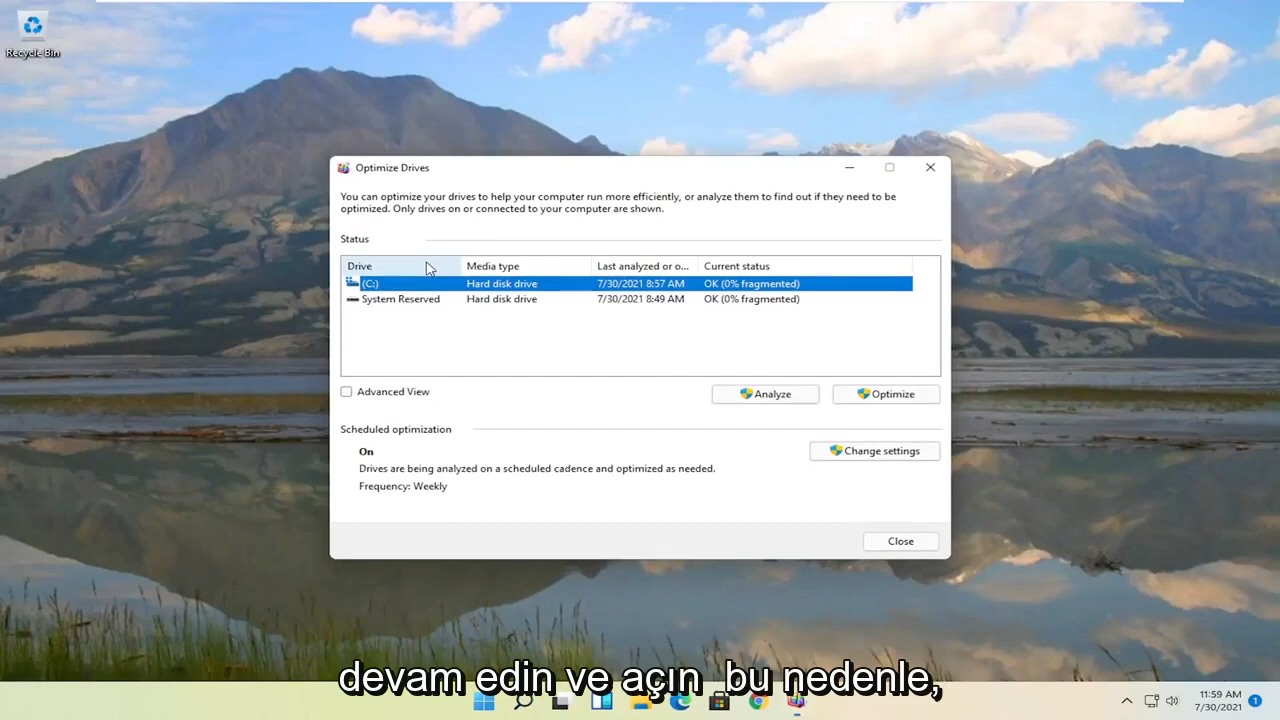 Recycle Bin
Optimize Drives
You can optimize your drives to help your computer run more efficiently, or analyze them to find out if they need to be
optimized. Only drives on or connected to your computer are shown.
Status
Drive Media type Last analyzed or o... Current status
(C:) Hard disk drive 7/30/2021 8:57 AM OK (0% fragmented)
System Reserved Hard disk drive 7/30/2021 8:49 AM OK (0% fragmented)
Advanced View Analyze Optimize
Scheduled optimization
On Change settings
Drives are being analyzed on a scheduled cadence and optimized as needed.
Frequency: Weekly
Close
devam edin ve açın bu nedenle,
11:59 AM
7/30/2021 1